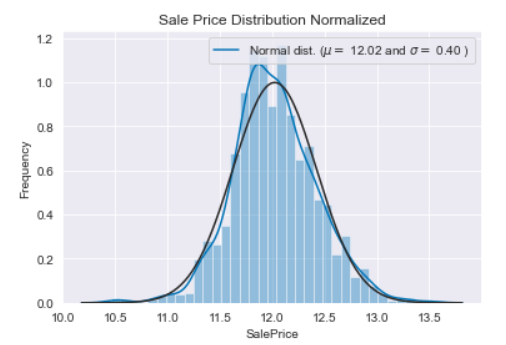 Sale Price Distribution Normalized
Normal dist. (μ = 12.02 and σ = 0.40 )
1.2
1.0
0.8
0.6
0.4
0.2
0.0
Frequency
10.0 10.5 11.0 11.5 12.0 12.5 13.0 13.5
SalePrice